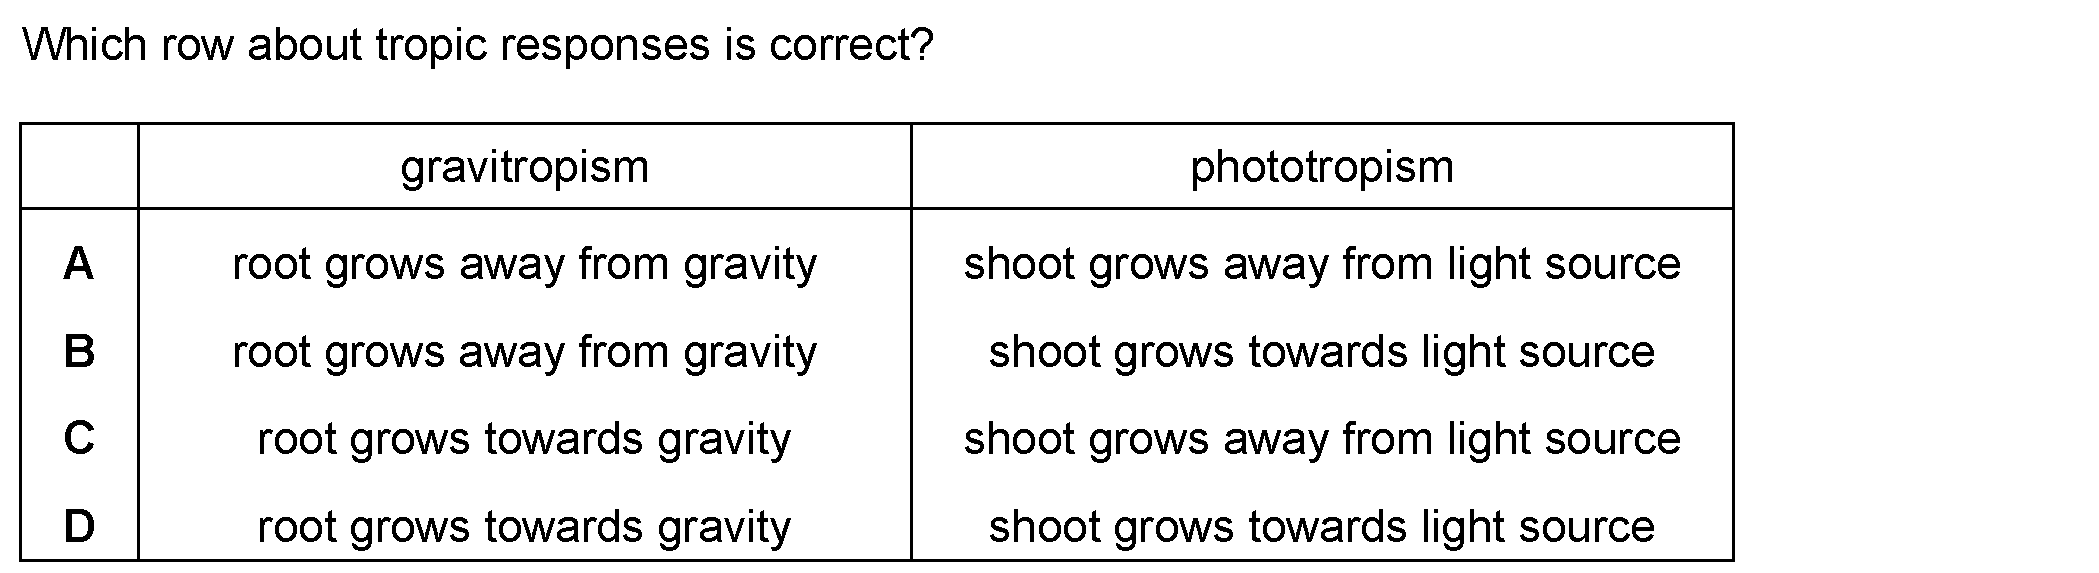 Which row about tropic responses is correct?
gravitropism phototropism
A root grows away from gravity shoot grows away from light source
B root grows away from gravity shoot grows towards light source
C root grows towards gravity shoot grows away from light source
D root grows towards gravity shoot grows towards light source